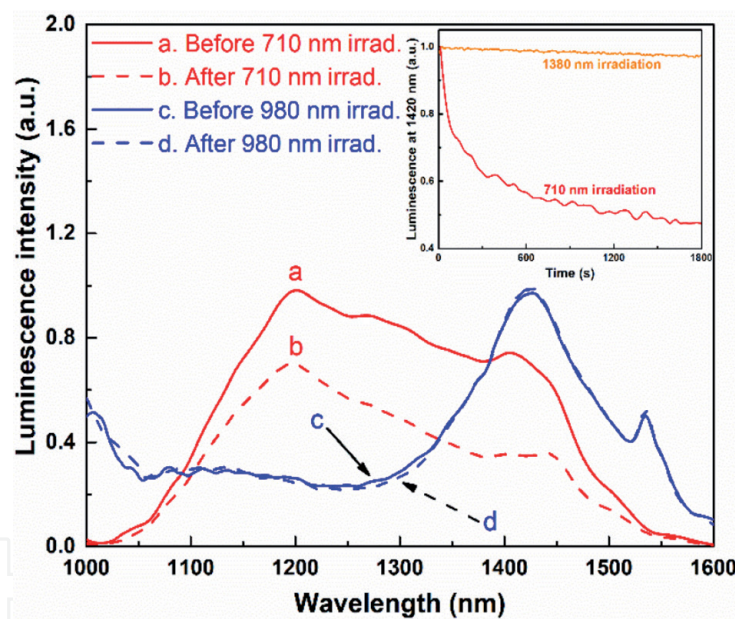 2.0
1.6
1.2
0.8
0.4
0.0
Luminescence intensity (a.u.)
a. Before 710 nm irrad.
b. After 710 nm irrad.
c. Before 980 nm irrad.
d. After 980 nm irrad.
1.0
0.8
0.6
0.4
Luminescence at 1420 nm (a.u.)
1380 nm irradiation
710 nm irradiation
0 600 1200 1800
Time (s)
a
b
c
d
1000 1100 1200 1300 1400 1500 1600
Wavelength (nm)